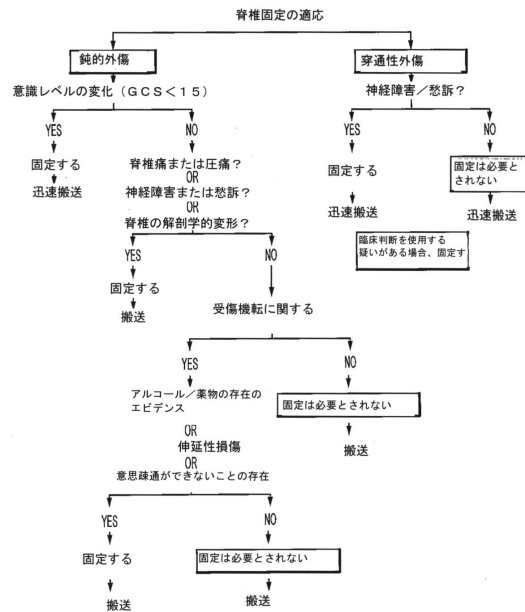 脊椎固定の適応
鈍的外傷
穿通性外傷
意識レベルの変化(GCS<15)
神経障害/愁訴?
YES
NO
YES
NO
固定する
脊椎痛または圧痛?
固定する
固定は必要と
されない
迅速搬送
OR
神経障害または愁訴?
OR
脊椎の解剖学的変形?
迅速搬送
迅速搬送
臨床判断を使用する
疑いがある場合、固定す
YES
NO
固定する
搬送
受傷機転に関する
YES
NO
アルコール/薬物の存在の
エビデンス
固定は必要とされない
OR
伸延性損傷
OR
意思疎通ができないことの存在
搬送
YES
NO
固定する
固定は必要とされない
搬送
搬送